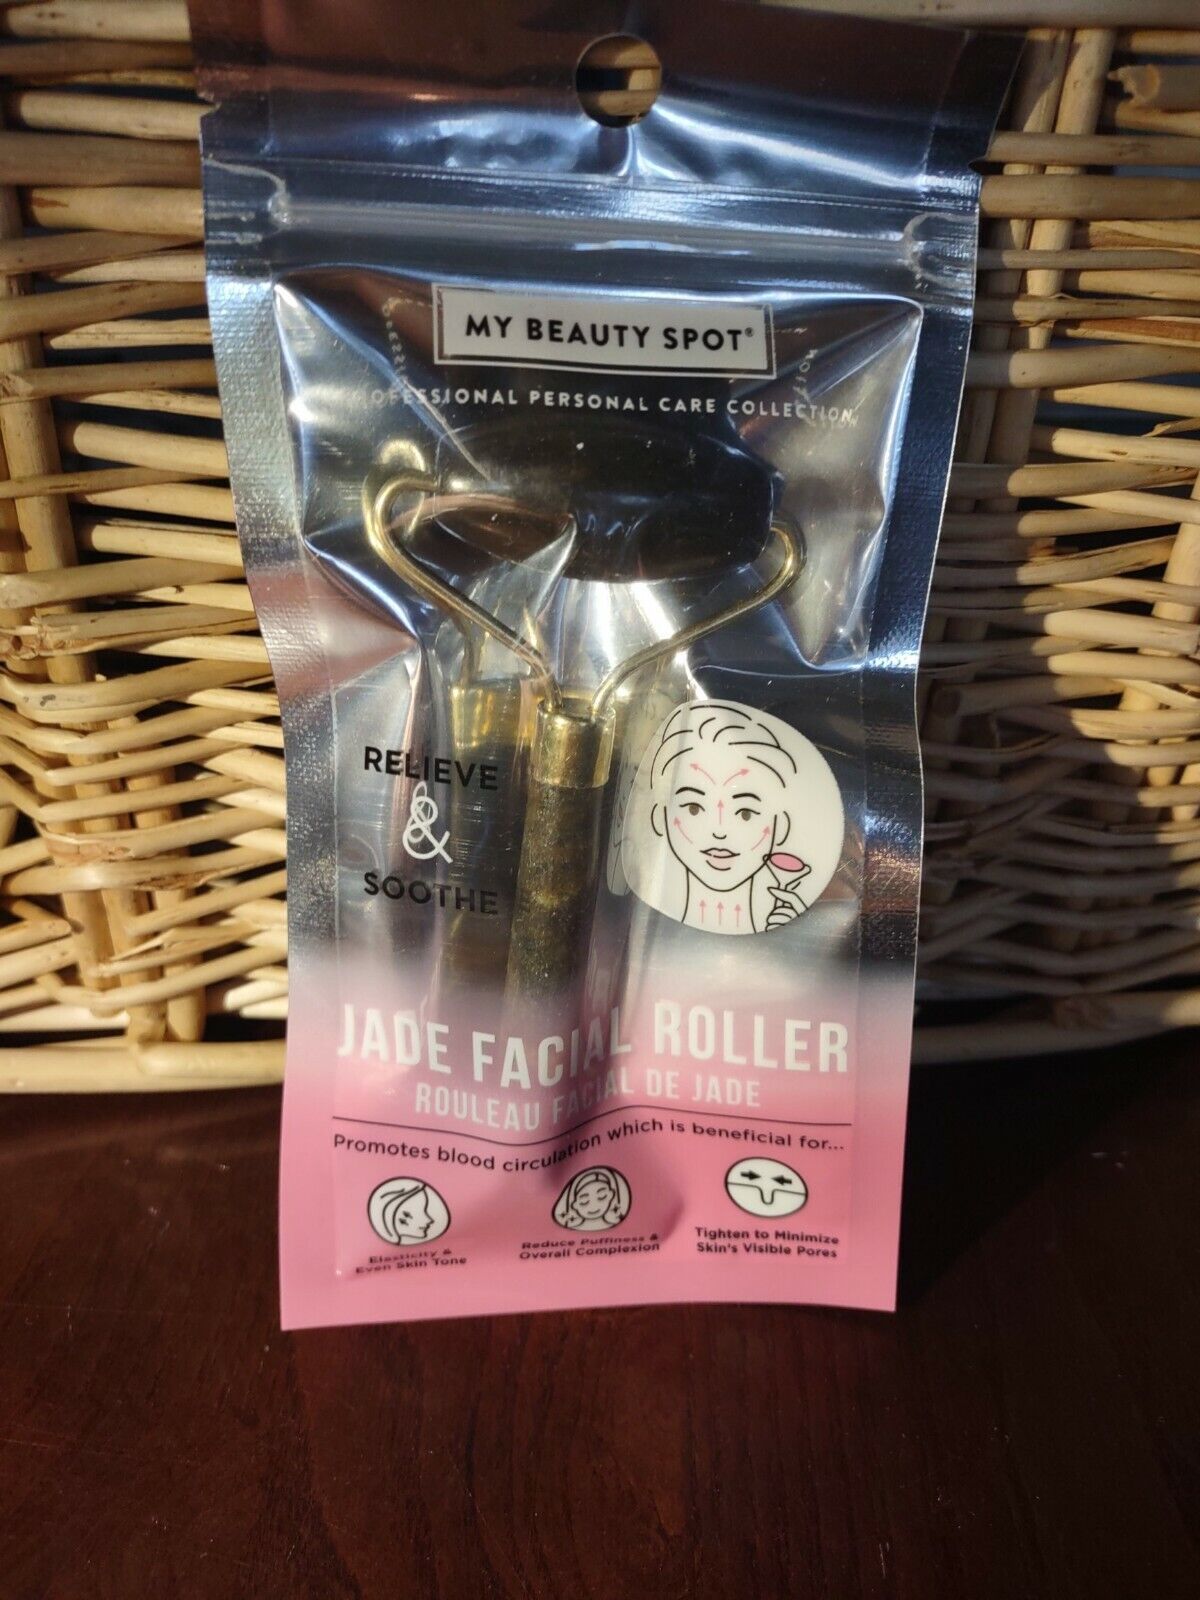 MY BEAUTY SPOT®
PROFESSIONAL PERSONAL CARE COLLECTION
RELIEVE
&
SOOTHE
JADE FACIAL ROLLER
ROULEAU FACIAL DE JADE
Promotes blood circulation which is beneficial for...
Elasticity &
Even Skin Tone
Reduce Puffiness &
Overall Complexion
Tighten to Minimize
Skin's Visible Pores